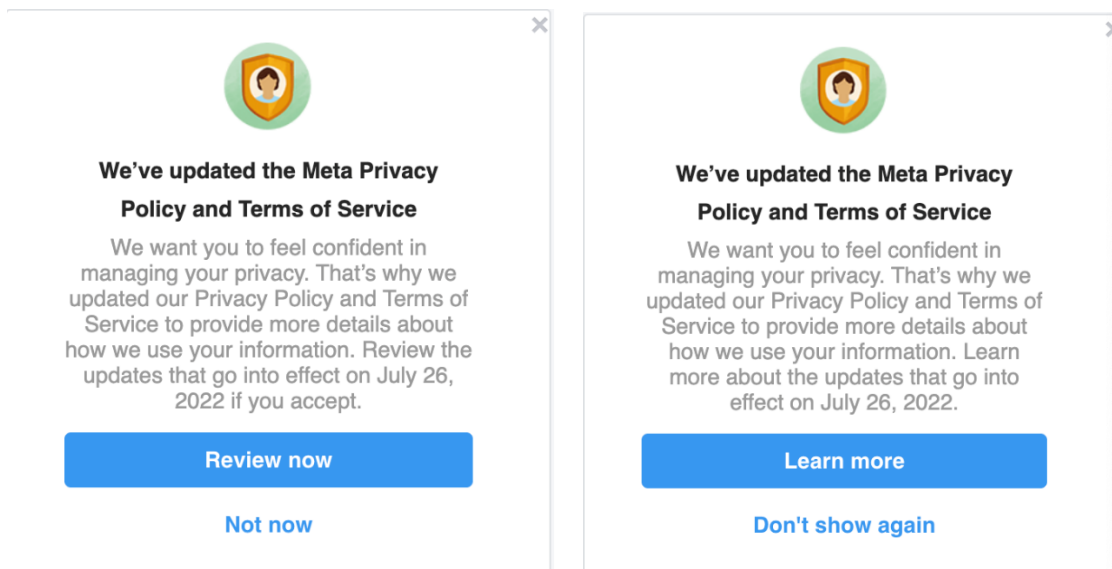 We’ve updated the Meta Privacy
Policy and Terms of Service
We want you to feel confident in
managing your privacy. That’s why we
updated our Privacy Policy and Terms of
Service to provide more details about
how we use your information. Review the
updates that go into effect on July 26,
2022 if you accept.
Review now
Not now
We’ve updated the Meta Privacy
Policy and Terms of Service
We want you to feel confident in
managing your privacy. That’s why we
updated our Privacy Policy and Terms of
Service to provide more details about
how we use your information. Learn
more about the updates that go into
effect on July 26, 2022.
Learn more
Don't show again